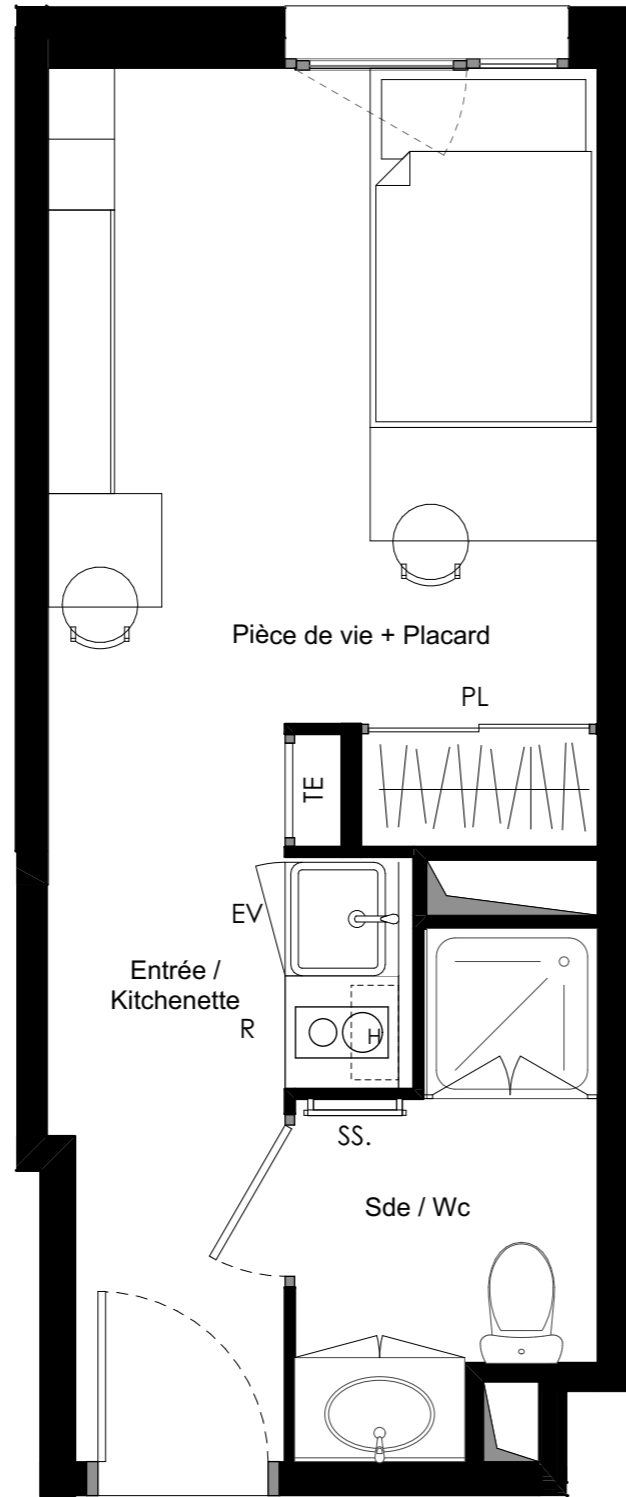 Pièce de vie + Placard
PL
TE
EV
Entrée /
Kitchenette
R
H
SS.
Sde / Wc